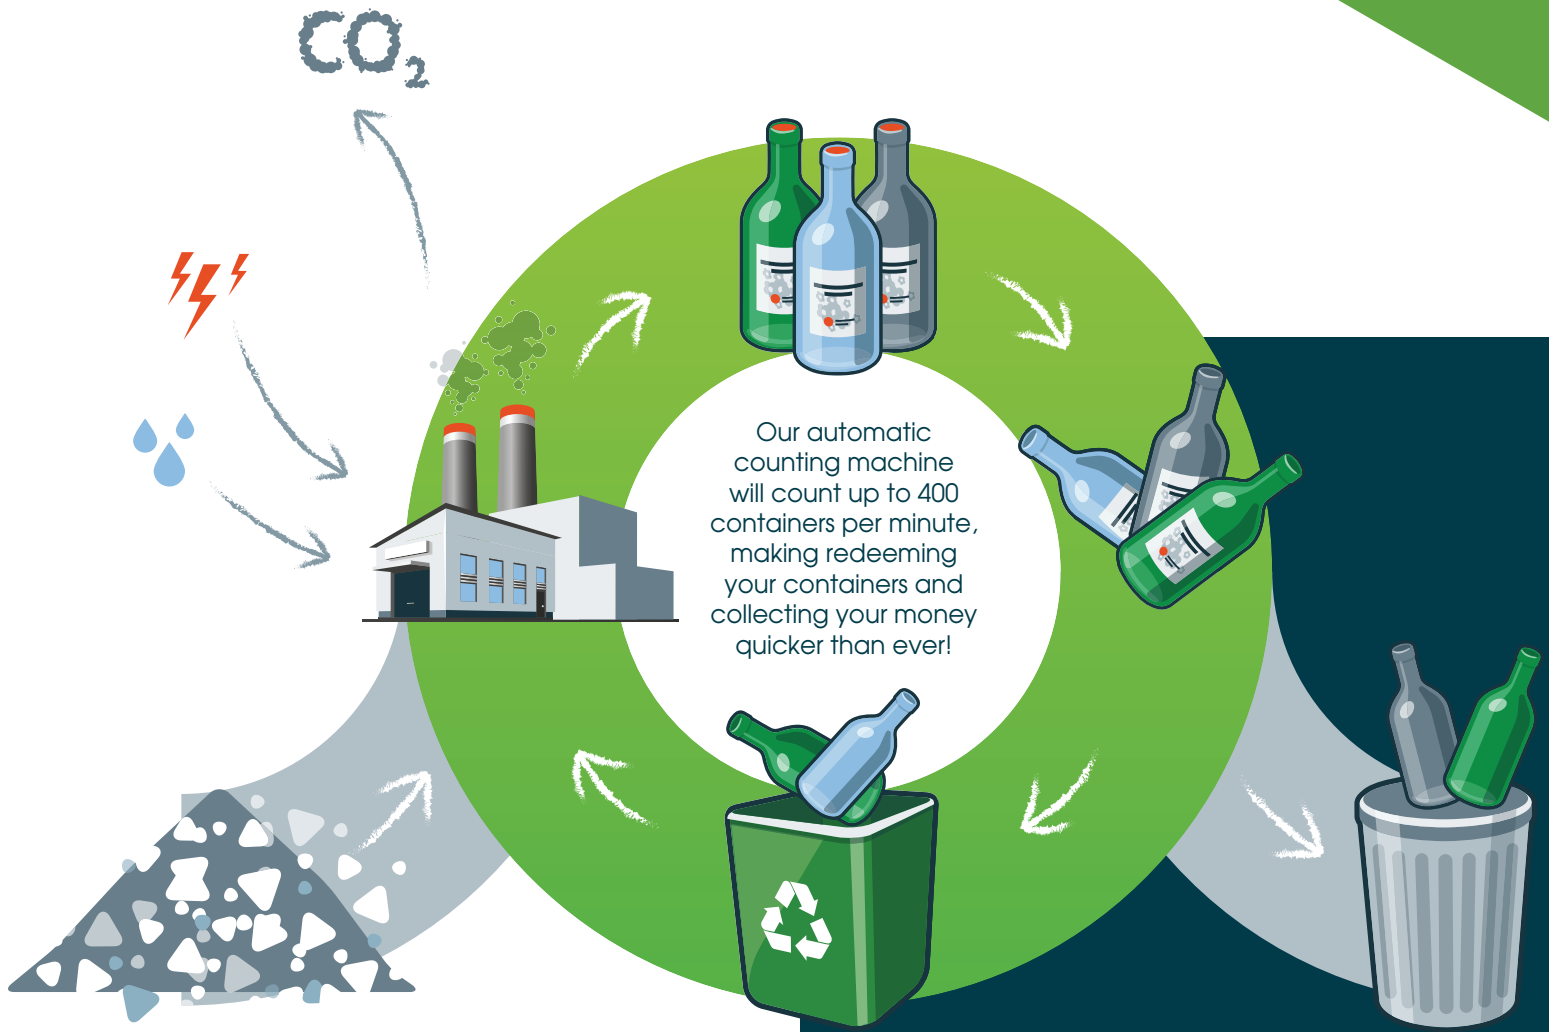 CO₂
Our automatic
counting machine
will count up to 400
containers per minute,
making redeeming
your containers and
collecting your money
quicker than ever!